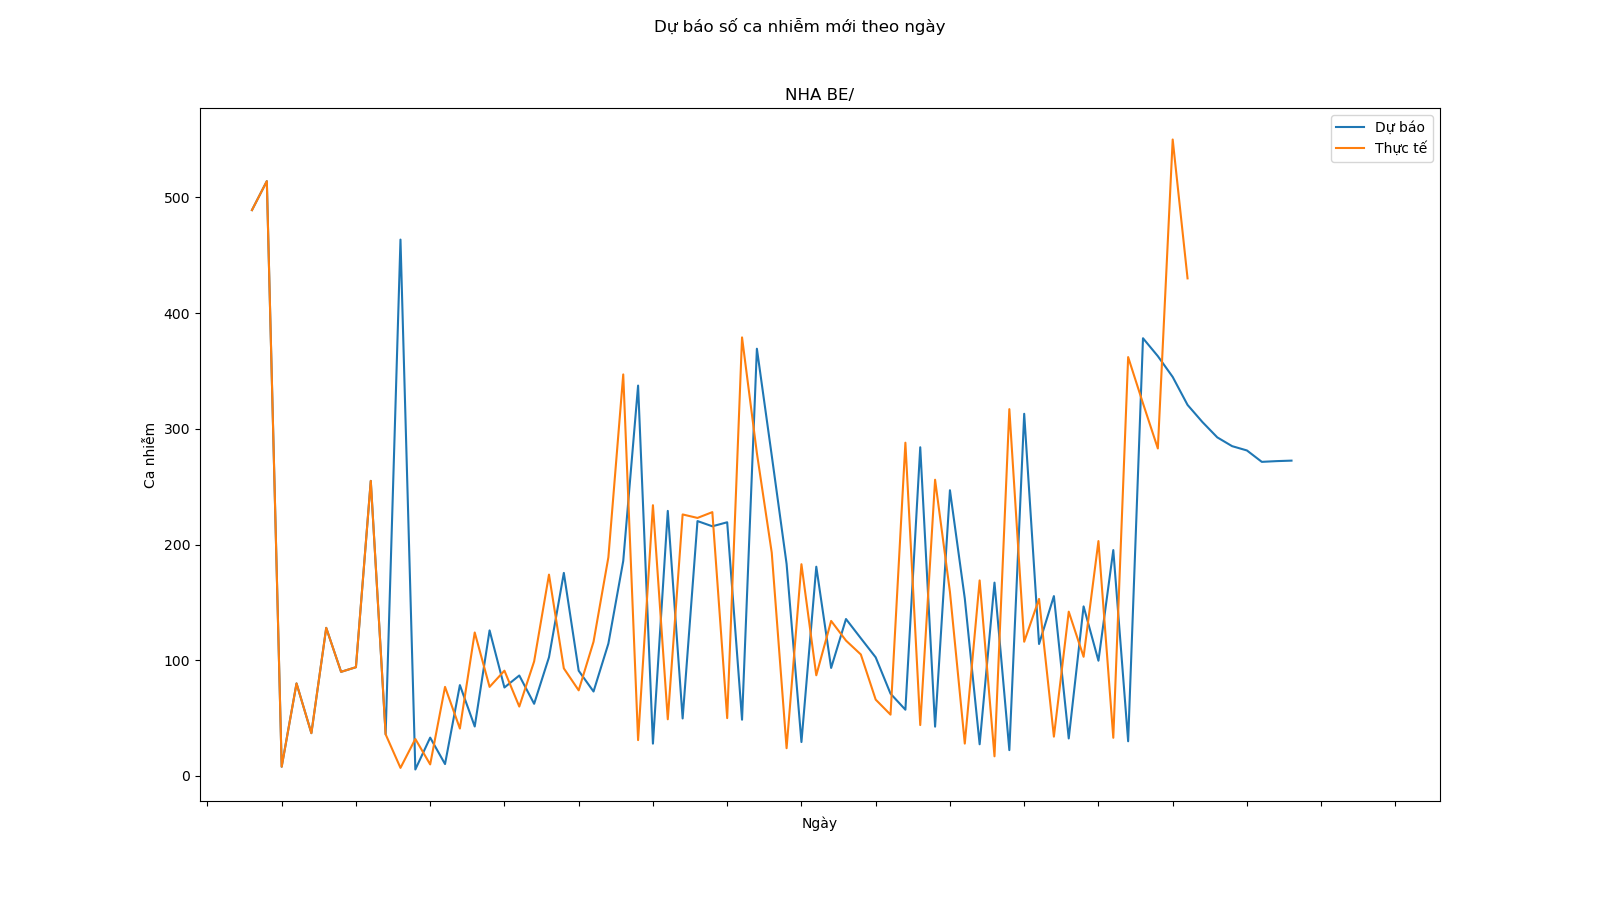 Dự báo số ca nhiễm mới theo ngày
NHA BE/
Dự báo
Thực tế
500
400
300
200
100
0
Ca nhiễm
Ngày